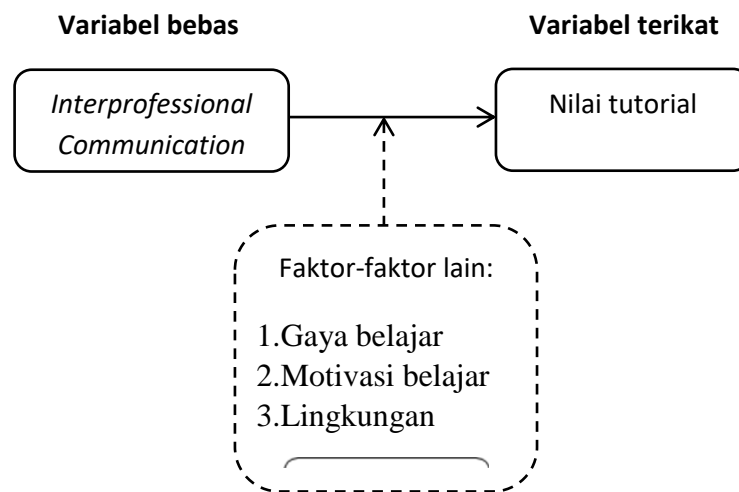 Variabel bebas
Variabel terikat
Interprofessional
Communication
Nilai tutorial
Faktor-faktor lain:
1.Gaya belajar
2.Motivasi belajar
3.Lingkungan